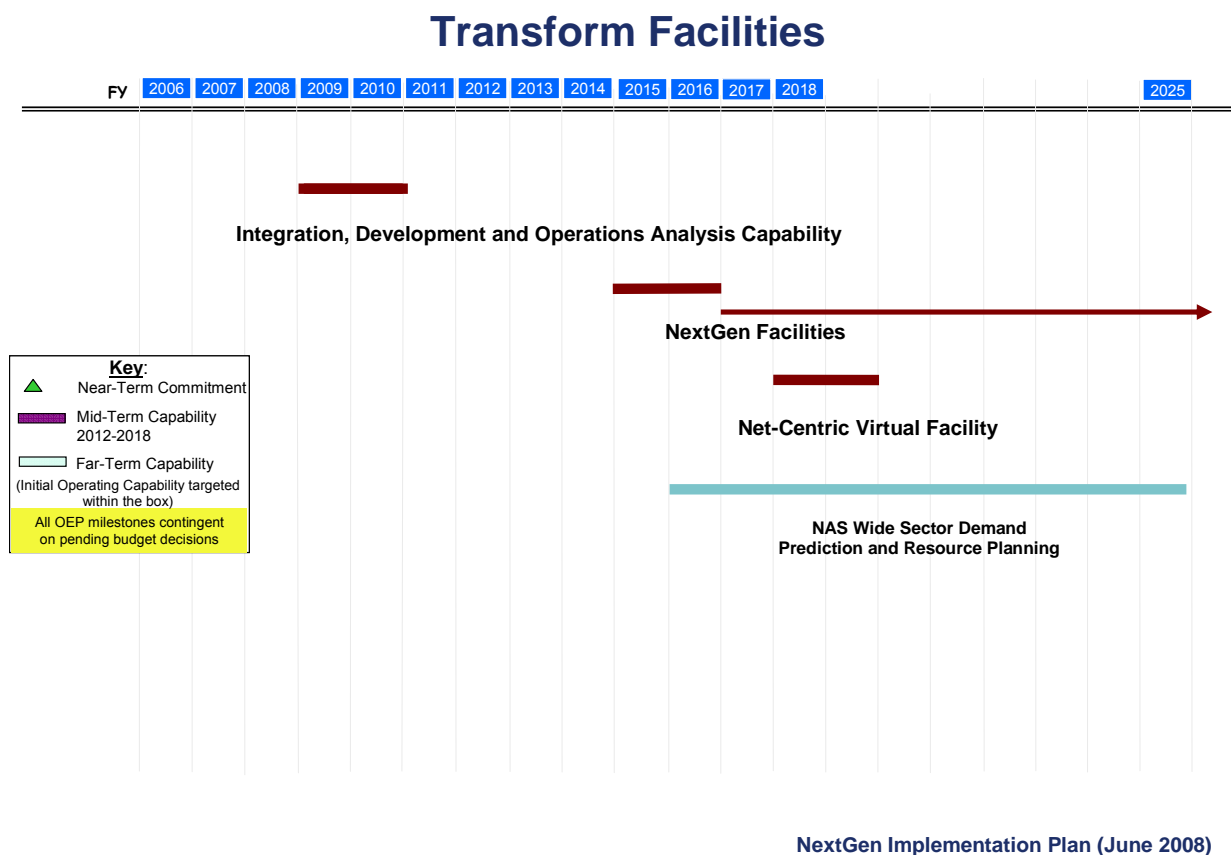 Transform Facilities
FY 2006 2007 2008 2009 2010 2011 2012 2013 2014 2015 2016 2017 2018 2025
Integration, Development and Operations Analysis Capability
NextGen Facilities
Key:
Near-Term Commitment
Mid-Term Capability
2012-2018
Far-Term Capability
(Initial Operating Capability targeted
within the box)
All OEP milestones contingent
on pending budget decisions
Net-Centric Virtual Facility
NAS Wide Sector Demand
Prediction and Resource Planning
NextGen Implementation Plan (June 2008)